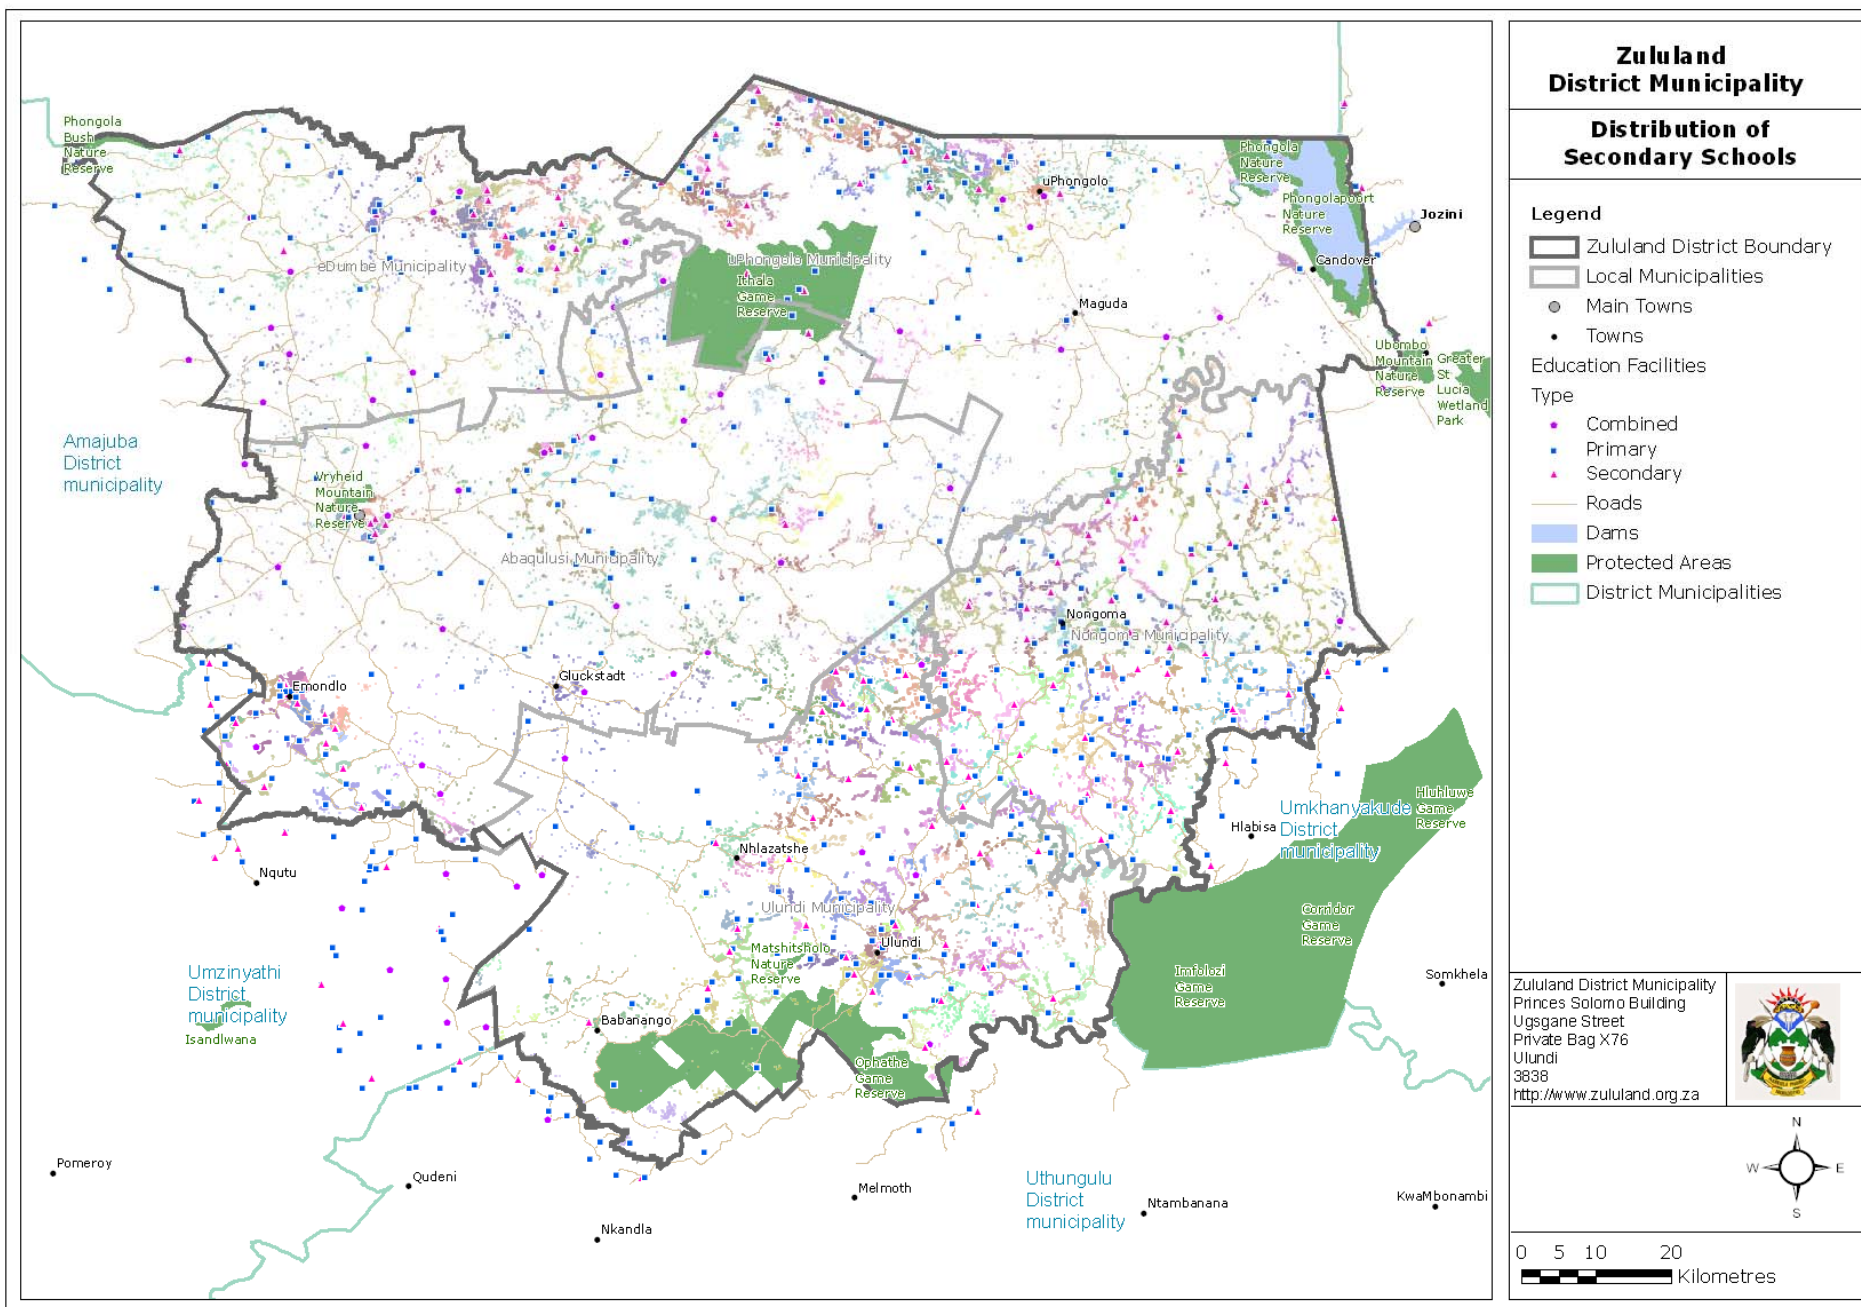 Zululand
District Municipality
Distribution of
Secondary Schools
Legend
Zululand District Boundary
Local Municipalities
Main Towns
Towns
Education Facilities
Type
Combined
Primary
Secondary
Roads
Dams
Protected Areas
District Municipalities
Zululand District Municipality
Princes Solomo Building
Ugsgane Street
Private Bag X76
Ulundi
3838
http://www.zululand.org.za
N
W
E
S
0 5 10 20
Kilometres
Phongola
Bush
Nature
Reserve
eDumbe Municipality
uPhongolo Municipality
Ithala
Game
Reserve
uPhongolo
Phongola
Nature
Reserve
Phongolapoort
Nature
Reserve
Jozini
Candover
Maguda
Ubombo
Mountain
Nature
Reserve
Greater
St
Lucia
Wetland
Park
Amajuba
District
municipality
Vryheid
Mountain
Nature
Reserve
Abaqulusi Municipality
Nongoma
Nongoma Municipality
Emondlo
Gluckstadt
Nqutu
Nhlazatshe
Ulundi Municipality
Ulundi
Matshitsholo
Nature
Reserve
Hlabisa
Umkhanyakude
District
municipality
Hluhluwe
Game
Reserve
Corridor
Game
Reserve
Imfolozi
Game
Reserve
Somkhela
Umzinyathi
District
municipality
Isandlwana
Babanango
Ophathe
Game
Reserve
Pomeroy
Qudeni
Nkandla
Melmoth
Uthungulu
District
municipality
Ntambanana
KwaMbonambi